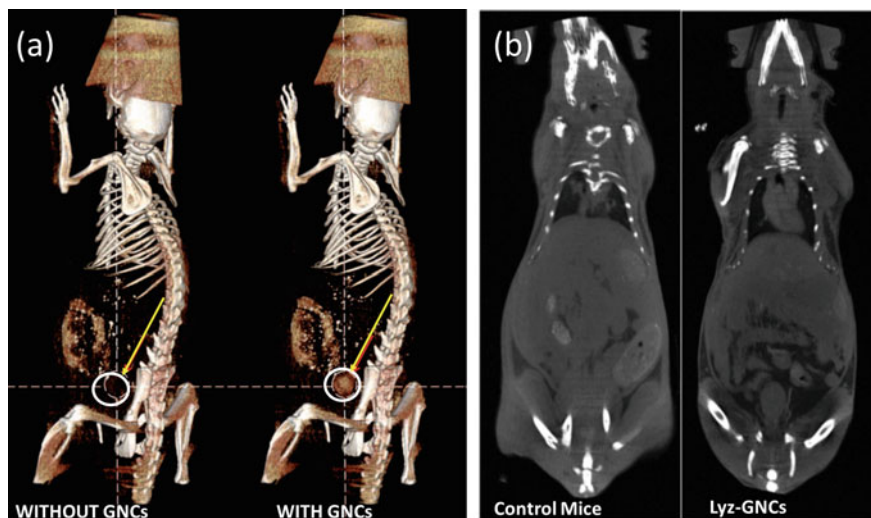 (a)
(b)
WITHOUT GNCs
WITH GNCs
Control Mice
Lyz-GNCs